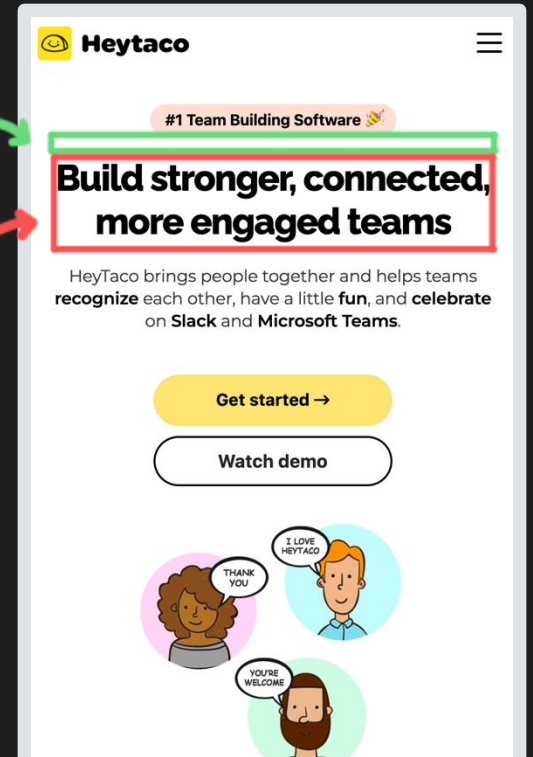 Heytaco
#1 Team Building Software 🎉
Build stronger, connected,
more engaged teams
HeyTaco brings people together and helps teams
recognize each other, have a little fun, and celebrate
on Slack and Microsoft Teams.
Get started →
Watch demo
I LOVE
HEYTACO
THANK
YOU
YOU'RE
WELCOME